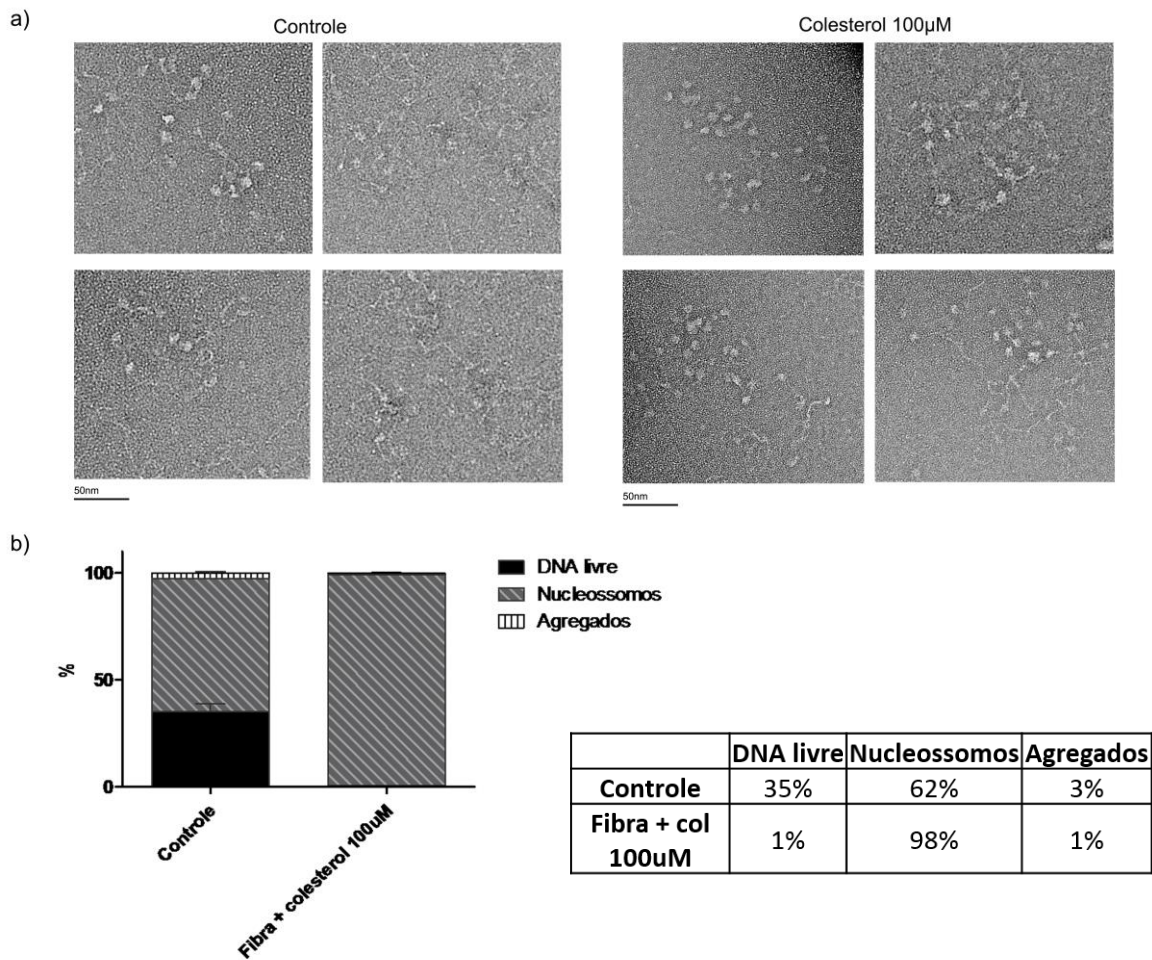 a)
Controle
Colesterol 100µM
50nm
50nm
b)
100
50
0
%
Controle
Fibra + colesterol 100uM
DNA livre
Nucleossomos
Agregados
DNA livre Nucleossomos Agregados
Controle 35% 62% 3%
Fibra + col
100uM 1% 98% 1%